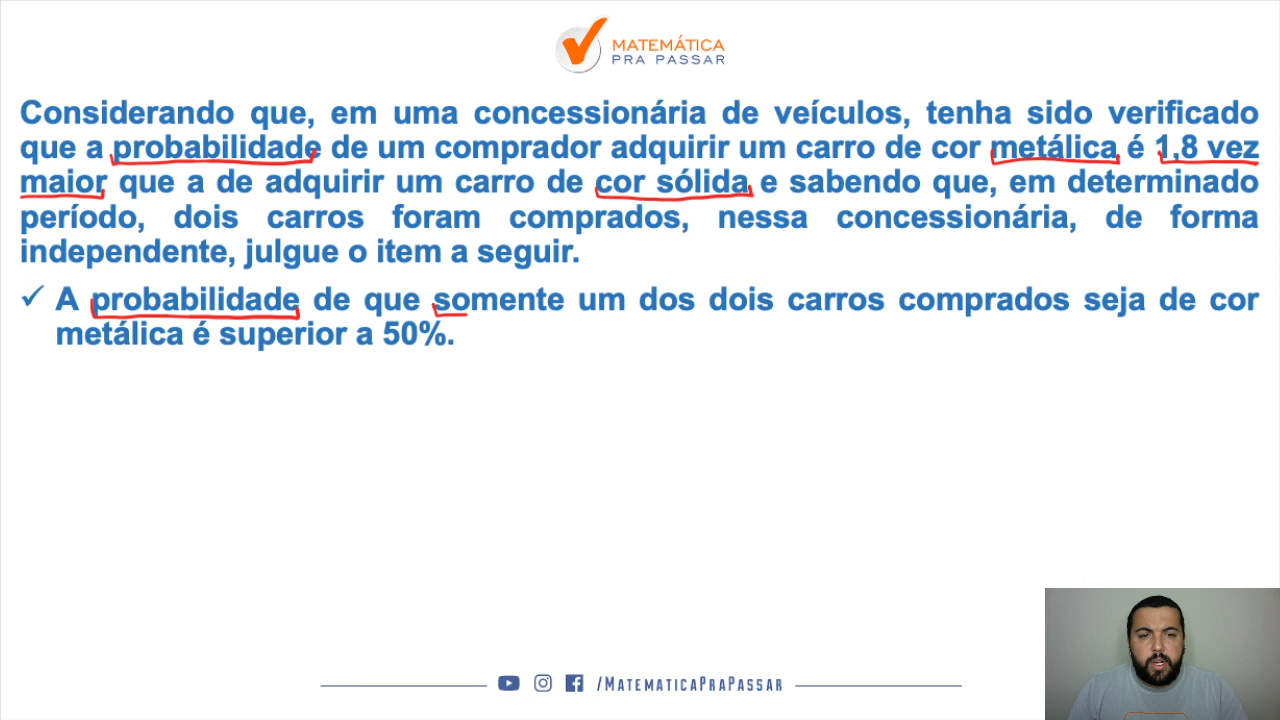 MATEMÁTICA
PRA PASSAR
Considerando que, em uma concessionária de veículos, tenha sido verificado
que a probabilidade de um comprador adquirir um carro de cor metálica é 1,8 vez
maior que a de adquirir um carro de cor sólida e sabendo que, em determinado
período, dois carros foram comprados, nessa concessionária, de forma
independente, julgue o item a seguir.
✓ A probabilidade de que somente um dos dois carros comprados seja de cor
metálica é superior a 50%.
/MATEMATICAPRAPASSAR